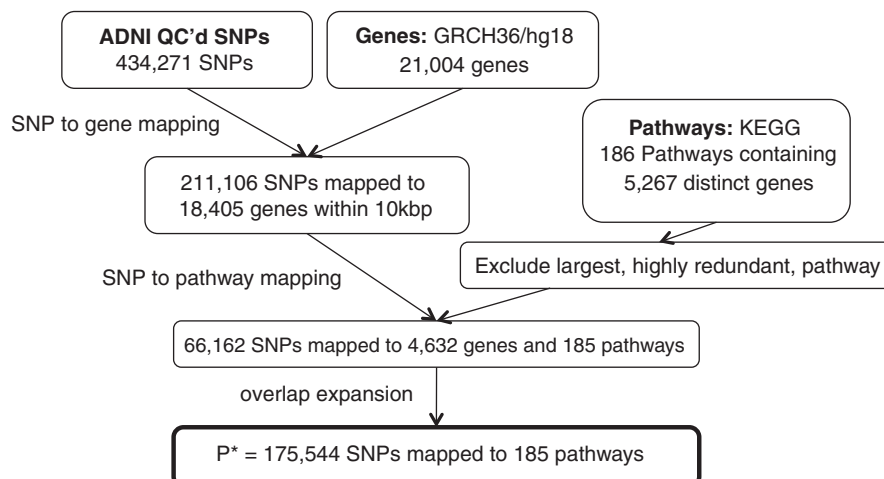 ADNI QC'd SNPs
434,271 SNPs
Genes: GRCH36/hg18
21,004 genes
SNP to gene mapping
Pathways: KEGG
186 Pathways containing
5,267 distinct genes
211,106 SNPs mapped to
18,405 genes within 10kbp
SNP to pathway mapping
Exclude largest, highly redundant, pathway
66,162 SNPs mapped to 4,632 genes and 185 pathways
overlap expansion
P* = 175,544 SNPs mapped to 185 pathways